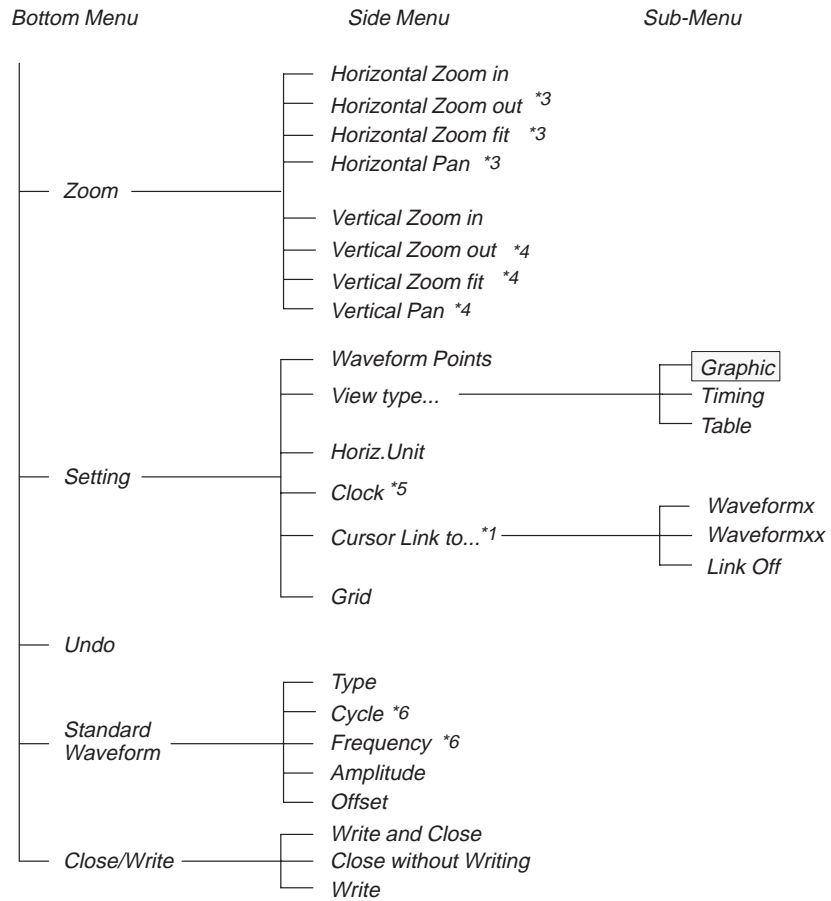 Bottom Menu
Side Menu
Sub-Menu
Zoom
Horizontal Zoom in
Horizontal Zoom out *3
Horizontal Zoom fit *3
Horizontal Pan *3
Vertical Zoom in
Vertical Zoom out *4
Vertical Zoom fit *4
Vertical Pan *4
Setting
Waveform Points
View type...
Graphic
Timing
Table
Horiz.Unit
Clock *5
Cursor Link to...*1
Waveformx
Waveformxx
Link Off
Grid
Undo
Standard
Waveform
Type
Cycle *6
Frequency *6
Amplitude
Offset
Close/Write
Write and Close
Close without Writing
Write